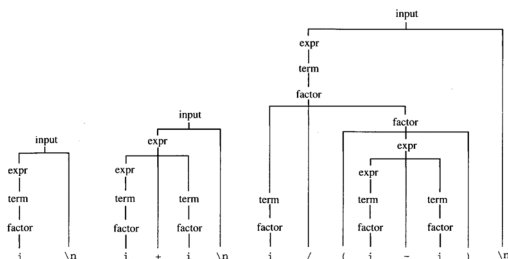 input
expr
term
factor
i \n
input
expr
expr
term term
factor factor
i + i \n
input
expr
term
factor
factor
expr
expr
term term term
factor factor factor
i / ( i - i ) \n